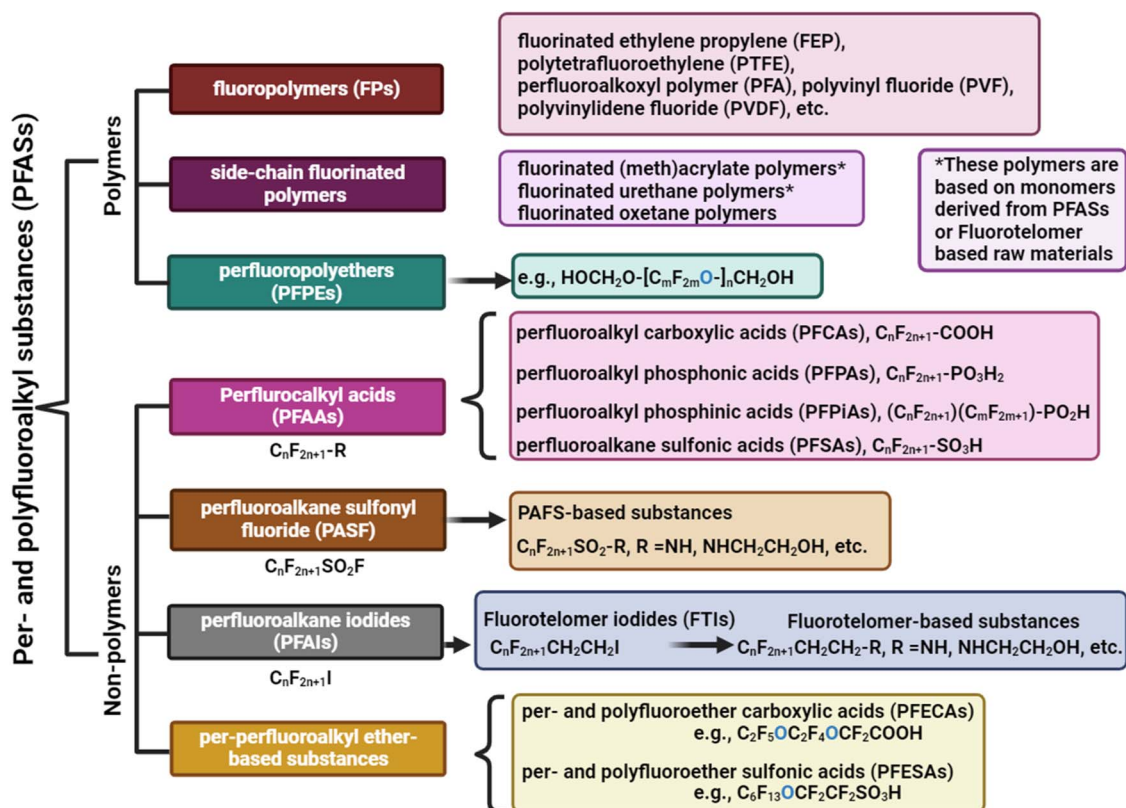 Per- and polyfluoroalkyl substances (PFASs)
Polymers
fluoropolymers (FPs)
fluorinated ethylene propylene (FEP),
polytetrafluoroethylene (PTFE),
perfluoroalkoxyl polymer (PFA), polyvinyl fluoride (PVF),
polyvinylidene fluoride (PVDF), etc.
side-chain fluorinated
polymers
fluorinated (meth)acrylate polymers*
fluorinated urethane polymers*
fluorinated oxetane polymers
*These polymers are
based on monomers
derived from PFASs
or Fluorotelomer
based raw materials
perfluoropolyethers
(PFPEs)
e.g., HOCH₂O-[CₘF₂ₘO-]ₙCH₂OH
Non-polymers
Perflurocalkyl acids
(PFAAs)
CₙF₂ₙ₊₁-R
perfluoroalkyl carboxylic acids (PFCAs), CₙF₂ₙ₊₁-COOH
perfluoroalkyl phosphonic acids (PFPAs), CₙF₂ₙ₊₁-PO₃H₂
perfluoroalkyl phosphinic acids (PFPiAs), (CₙF₂ₙ₊₁)(CₘF₂ₘ₊₁)-PO₂H
perfluoroalkane sulfonic acids (PFSAs), CₙF₂ₙ₊₁-SO₃H
perfluoroalkane sulfonyl
fluoride (PASF)
CₙF₂ₙ₊₁SO₂F
PAFS-based substances
CₙF₂ₙ₊₁SO₂-R, R =NH, NHCH₂CH₂OH, etc.
perfluoroalkane iodides
(PFAIs)
CₙF₂ₙ₊₁I
Fluorotelomer iodides (FTIs)
CₙF₂ₙ₊₁CH₂CH₂I
Fluorotelomer-based substances
CₙF₂ₙ₊₁CH₂CH₂-R, R =NH, NHCH₂CH₂OH, etc.
per-perfluoroalkyl ether-
based substances
per- and polyfluoroether carboxylic acids (PFECAs)
e.g., C₂F₅OC₂F₄OCF₂COOH
per- and polyfluoroether sulfonic acids (PFESAs)
e.g., C₆F₁₃OCF₂CF₂SO₃H